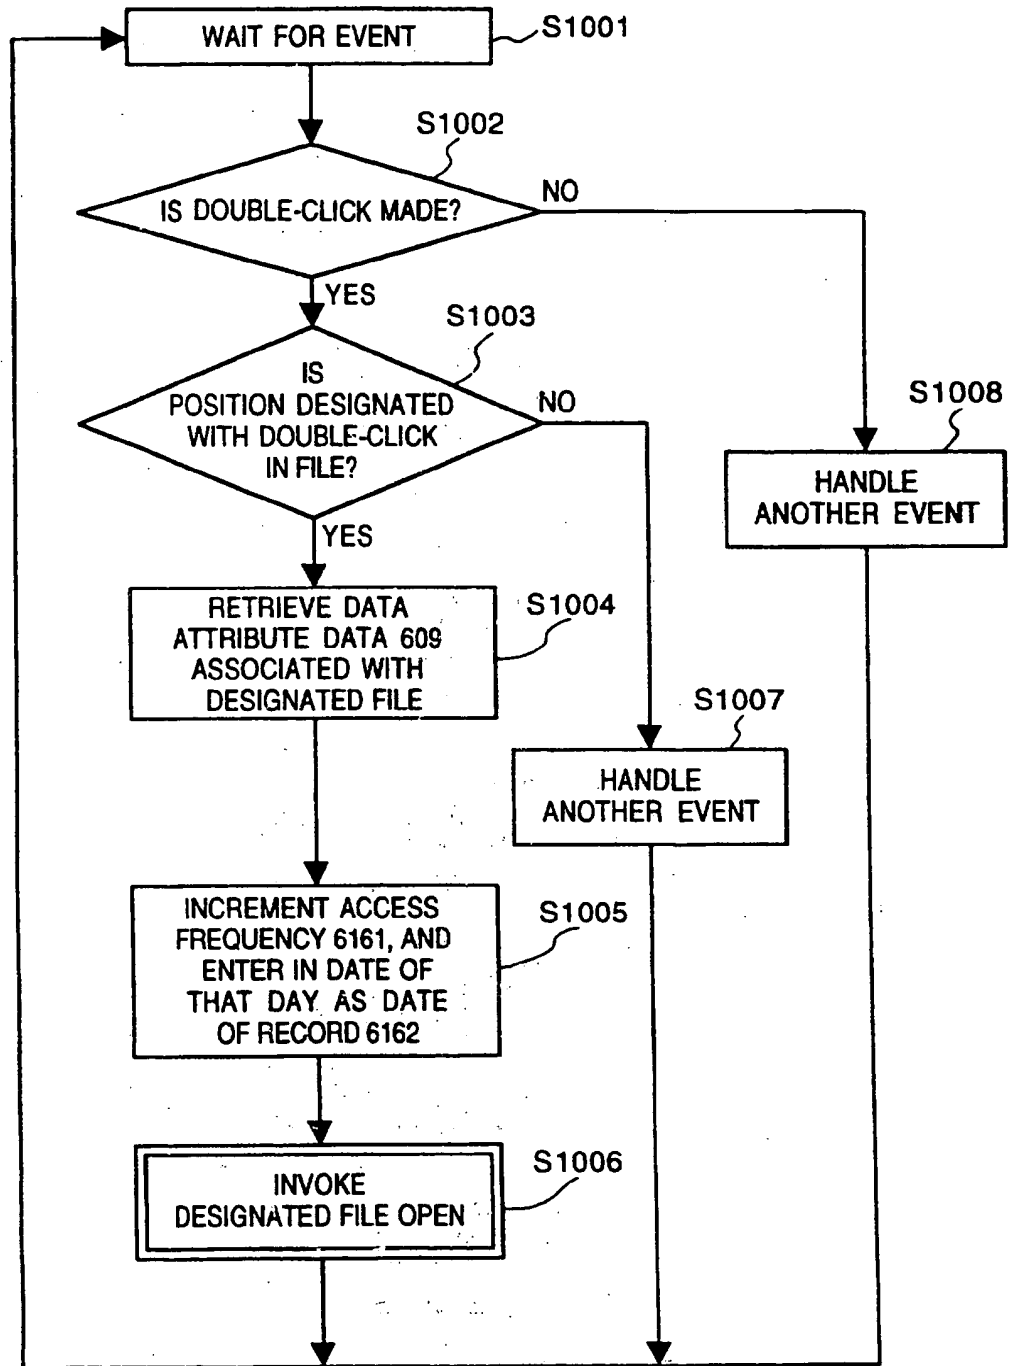 WAIT FOR EVENT
S1001
S1002
IS DOUBLE-CLICK MADE?
NO
YES
S1003
IS
POSITION DESIGNATED
WITH DOUBLE-CLICK
IN FILE?
NO
YES
S1008
HANDLE
ANOTHER EVENT
S1004
RETRIEVE DATA
ATTRIBUTE DATA 609
ASSOCIATED WITH
DESIGNATED FILE
S1007
HANDLE
ANOTHER EVENT
S1005
INCREMENT ACCESS
FREQUENCY 6161, AND
ENTER IN DATE OF
THAT DAY AS DATE
OF RECORD 6162
S1006
INVOKE
DESIGNATED FILE OPEN